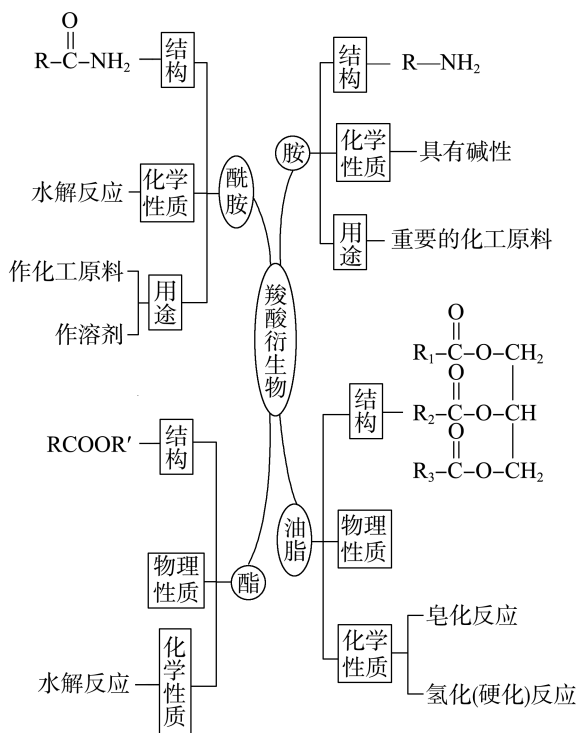 O
R—C—NH₂
结构
化学性质
水解反应
酰胺
用途
作化工原料
作溶剂
结构
R—NH₂
胺
化学性质
具有碱性
用途
重要的化工原料
羧酸衍生物
RCOOR′
结构
物理性质
酯
化学性质
水解反应
油脂
结构
O
R₁—C—O—CH₂
O
R₂—C—O—CH
O
R₃—C—O—CH₂
物理性质
化学性质
皂化反应
氢化(硬化)反应